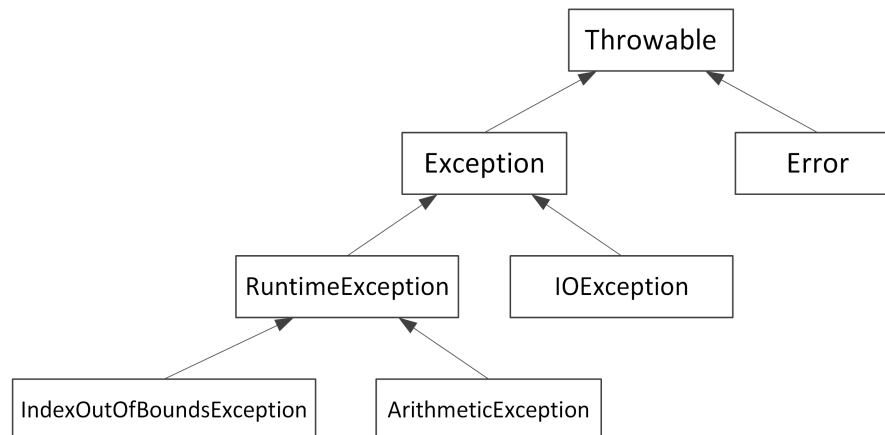 Throwable
Exception
Error
RuntimeException
IOException
IndexOutOfBoundsException
ArithmeticException